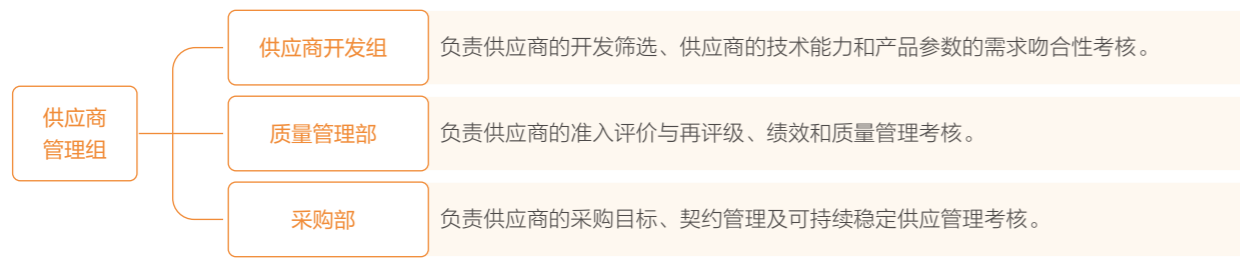 供应商
管理组
供应商开发组
负责供应商的开发筛选、供应商的技术能力和产品参数的需求吻合性考核。
质量管理部
负责供应商的准入评价与再评级、绩效和质量管理考核。
采购部
负责供应商的采购目标、契约管理及可持续稳定供应管理考核。